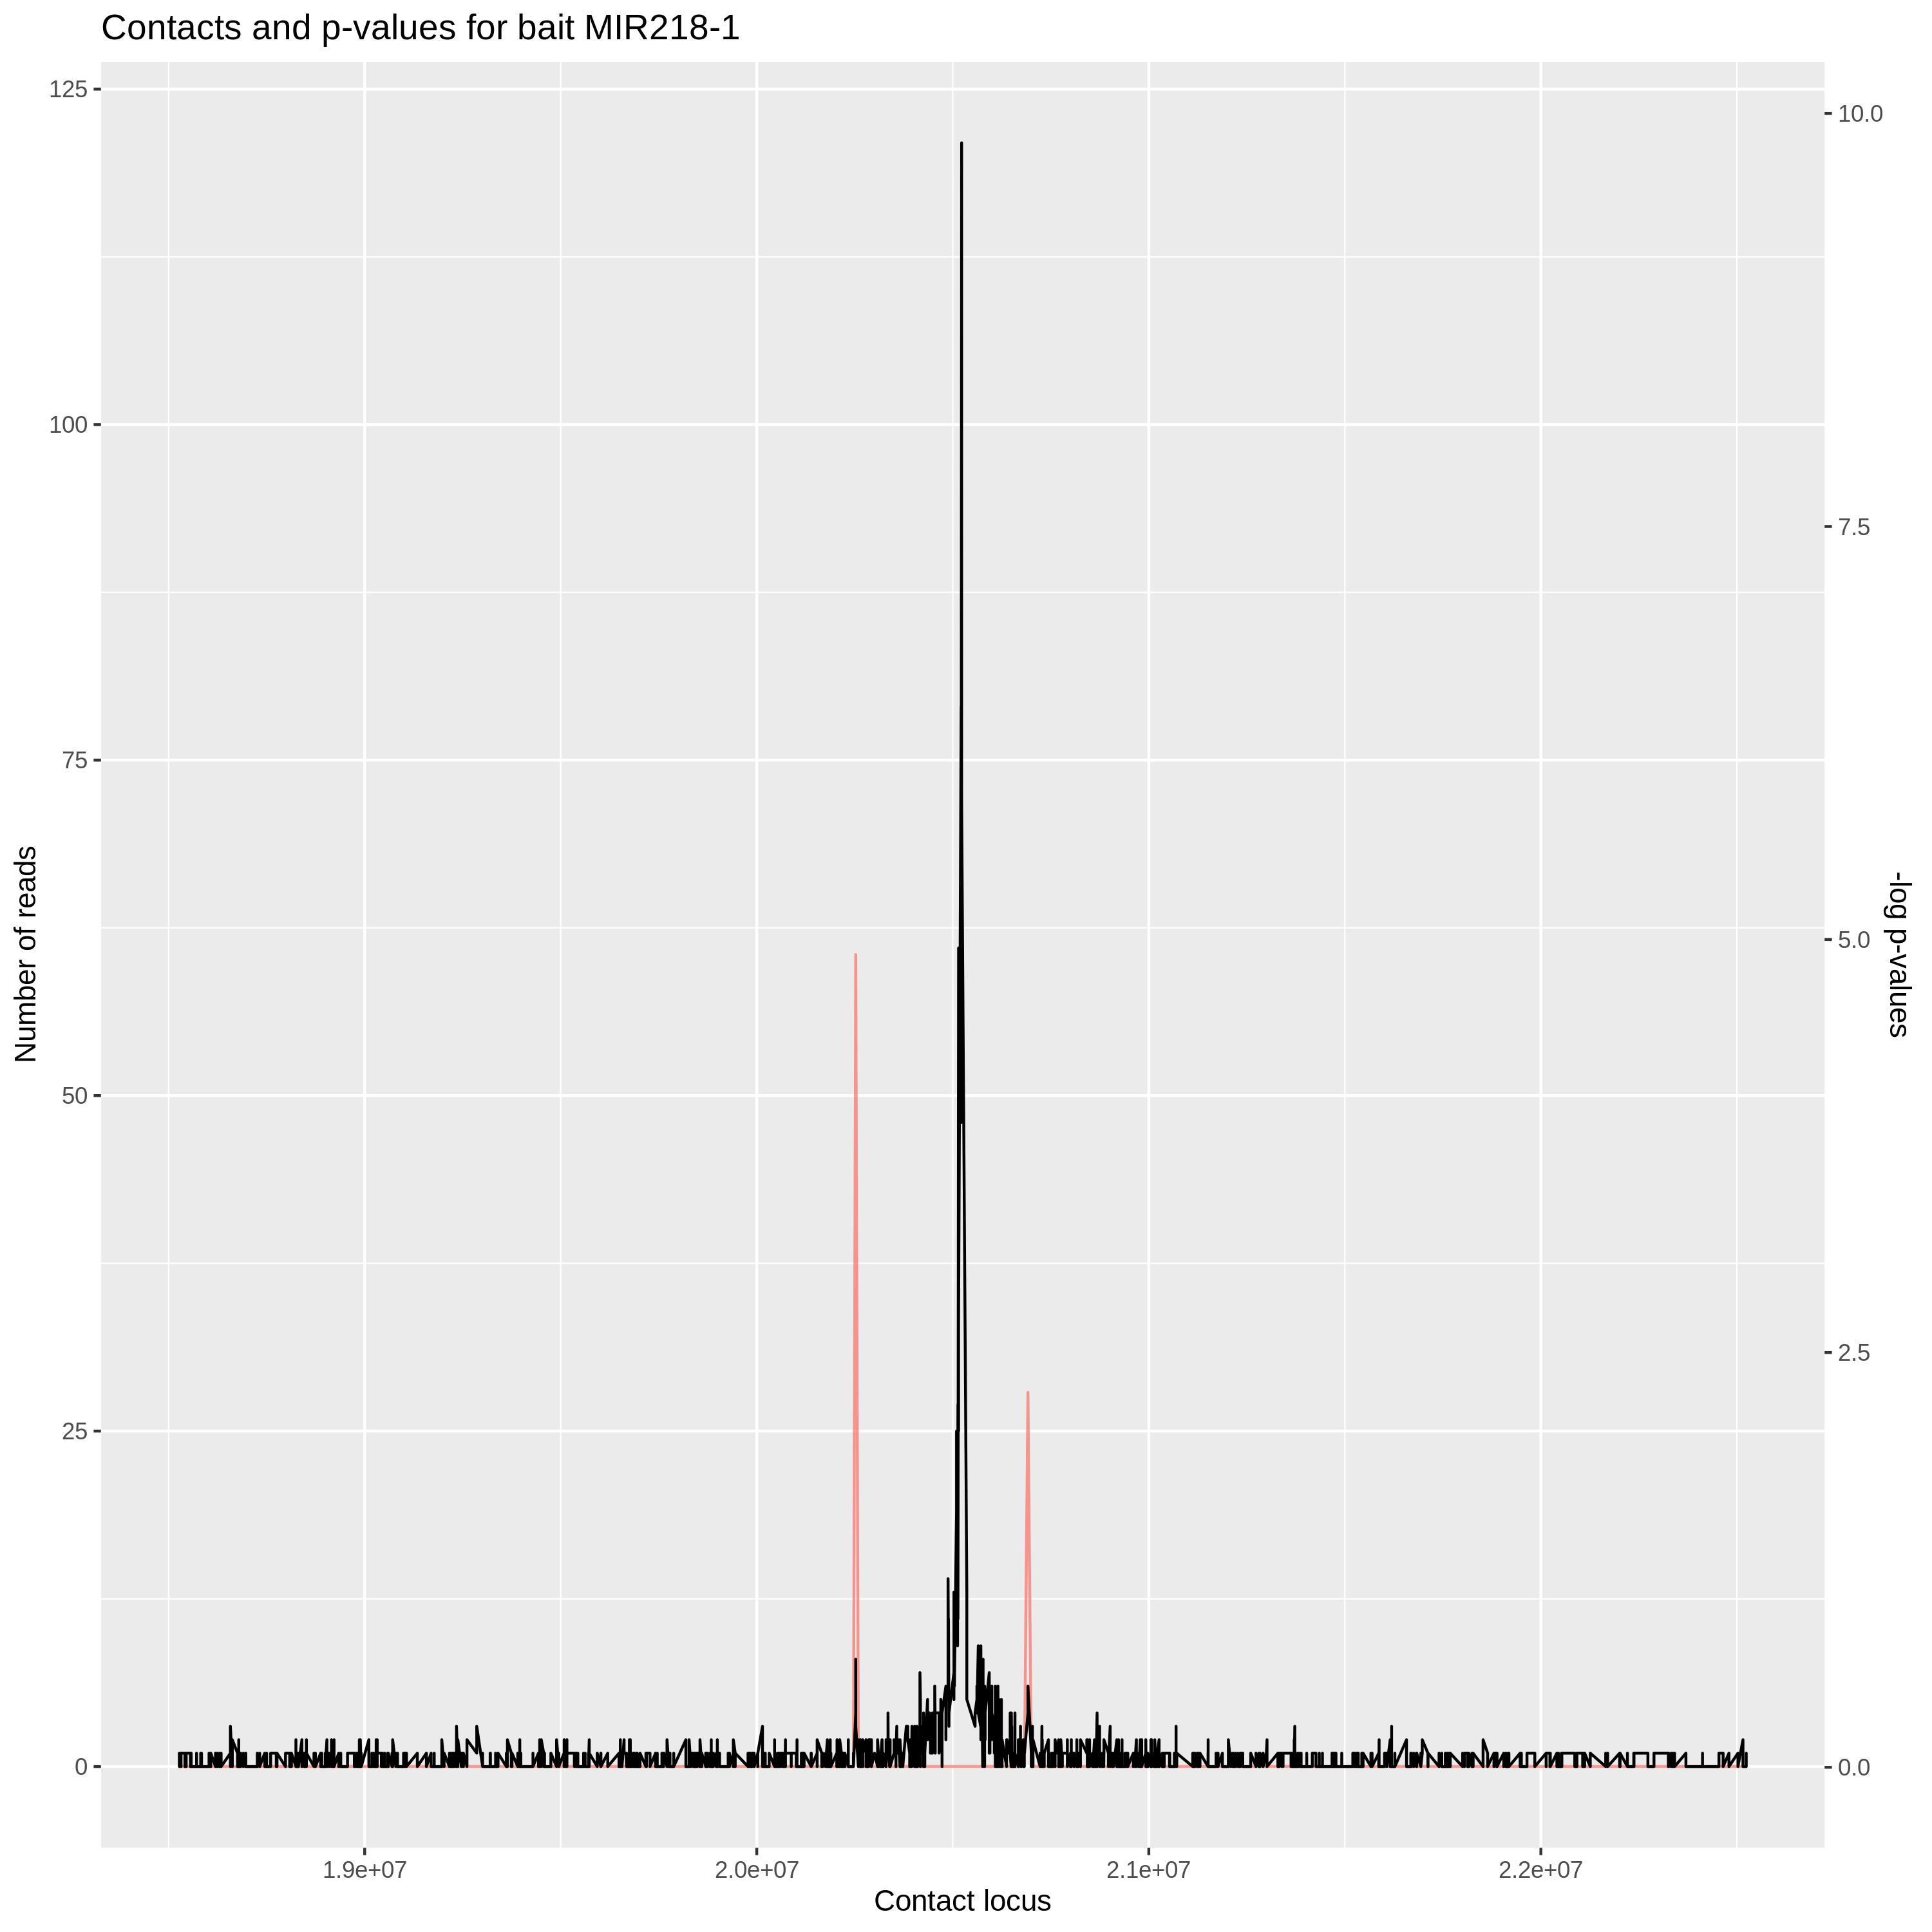 Contacts and p-values for bait MIR218-1
125
100
75
50
25
0
Number of reads
10.0
7.5
5.0
2.5
0.0
-log p-values
1.9e+07
2.0e+07
2.1e+07
2.2e+07
Contact locus